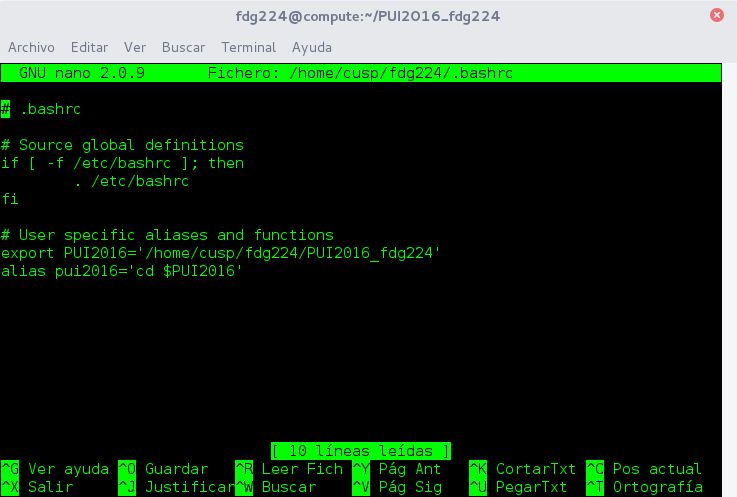 fdg224@compute:~/PUI2016_fdg224
Archivo Editar Ver Buscar Terminal Ayuda
GNU nano 2.0.9 Fichero: /home/cusp/fdg224/.bashrc
# .bashrc
# Source global definitions
if [ -f /etc/bashrc ]; then
. /etc/bashrc
fi
# User specific aliases and functions
export PUI2016='/home/cusp/fdg224/PUI2016_fdg224'
alias pui2016='cd $PUI2016'
[ 10 líneas leídas ]
^G Ver ayuda ^O Guardar ^R Leer Fich ^Y Pág Ant ^K CortarTxt ^C Pos actual
^X Salir ^J Justificar ^W Buscar ^V Pág Sig ^U PegarTxt ^T Ortografía